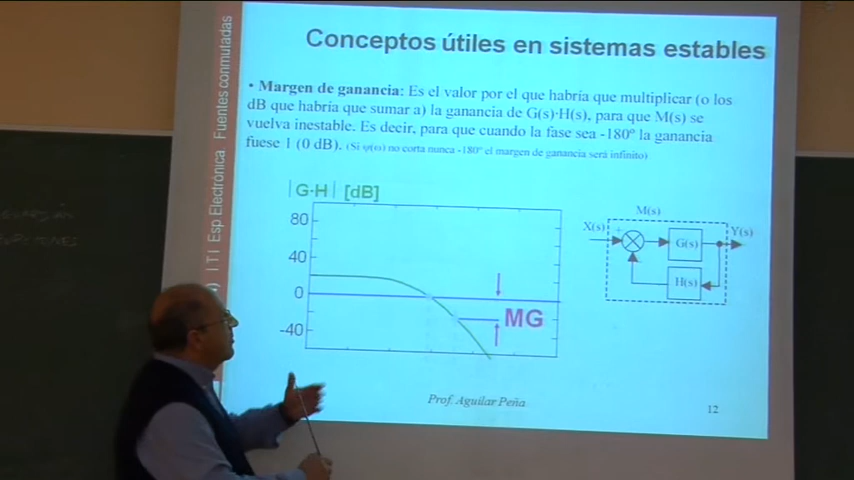 Conceptos útiles en sistemas estables
• Margen de ganancia: Es el valor por el que habría que multiplicar (o los
dB que habría que sumar a) la ganancia de G(s)·H(s), para que M(s) se
vuelva inestable. Es decir, para que cuando la fase sea -180º la ganancia
fuese 1 (0 dB). (Si φ(ω) no corta nunca -180º el margen de ganancia será infinito)
|G·H| [dB]
80
40
0
-40
MG
M(s)
X(s)
+
-
G(s)
Y(s)
H(s)
Prof. Aguilar Peña
12
I T I Esp Electrónica Fuentes conmutadas